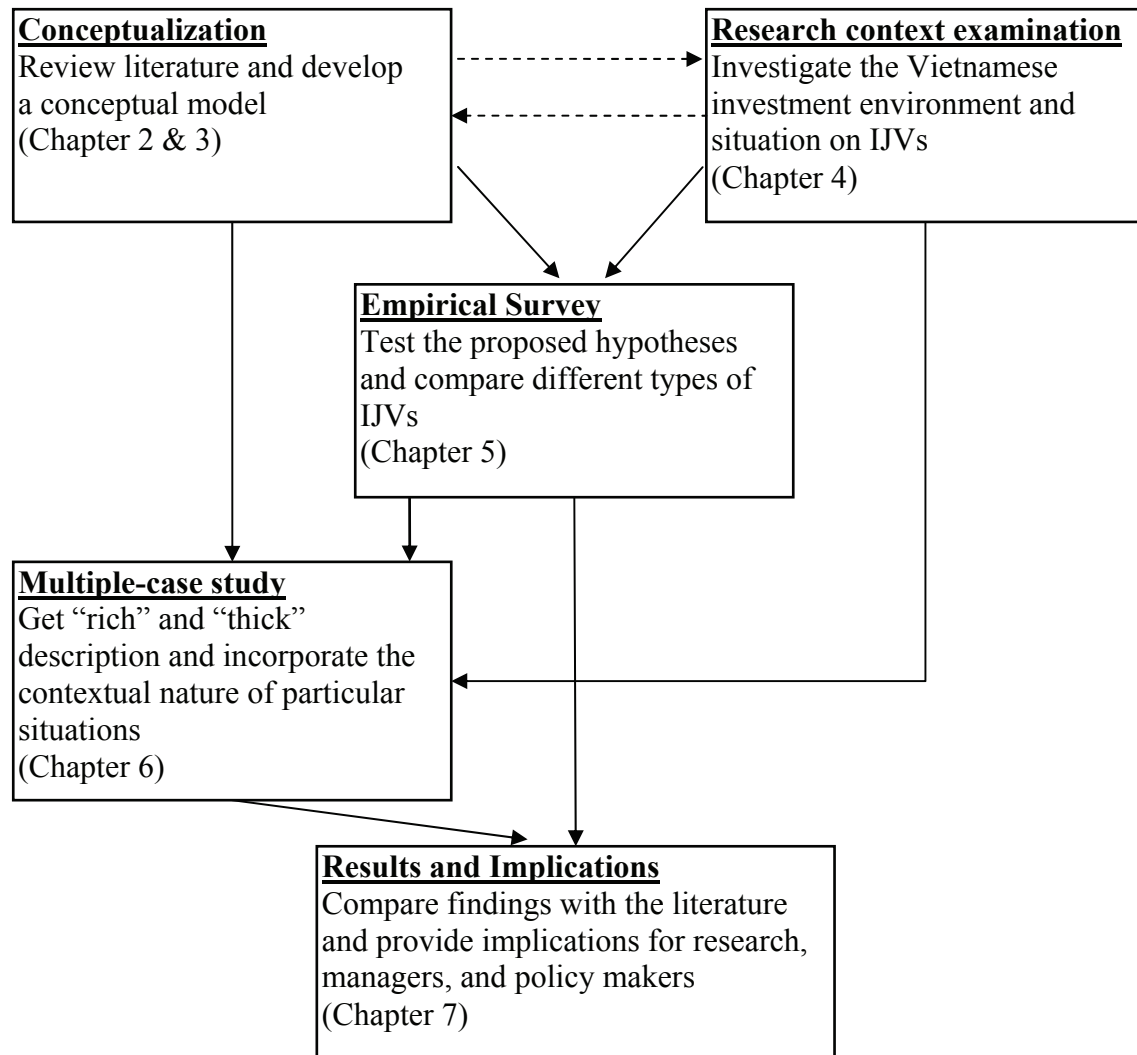 Conceptualization
Review literature and develop
a conceptual model
(Chapter 2 & 3)
Research context examination
Investigate the Vietnamese
investment environment and
situation on IJVs
(Chapter 4)
Empirical Survey
Test the proposed hypotheses
and compare different types of
IJVs
(Chapter 5)
Multiple-case study
Get “rich” and “thick”
description and incorporate the
contextual nature of particular
situations
(Chapter 6)
Results and Implications
Compare findings with the literature
and provide implications for research,
managers, and policy makers
(Chapter 7)